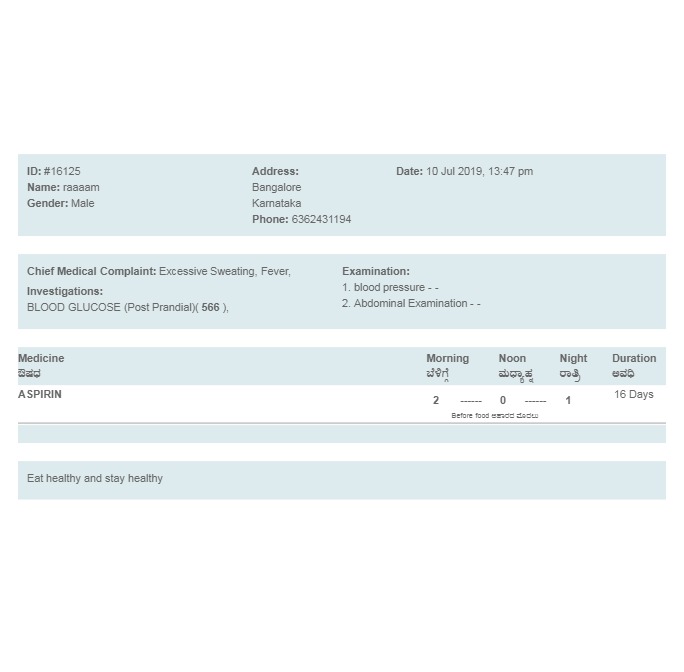 ID: #16125
Name: raaaam
Gender: Male
Address:
Bangalore
Karnataka
Phone: 6362431194
Date: 10 Jul 2019, 13:47 pm
Chief Medical Complaint: Excessive Sweating, Fever,
Investigations:
BLOOD GLUCOSE (Post Prandial)( 566 ),
Examination:
1. blood pressure - -
2. Abdominal Examination - -
Medicine Morning Noon Night Duration
ಔಷಧ ಬೆಳಿಗ್ಗೆ ಮಧ್ಯಾಹ್ನ ರಾತ್ರಿ ಅವಧಿ
ASPIRIN 2 ------ 0 ------ 1 16 Days
Before food ಆಹಾರದ ಮೊದಲು
Eat healthy and stay healthy